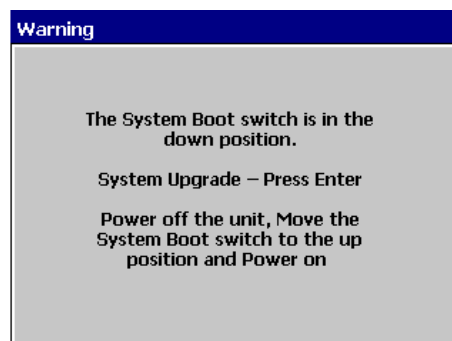 Warning
The System Boot switch is in the
down position.
System Upgrade – Press Enter
Power off the unit, Move the
System Boot switch to the up
position and Power on